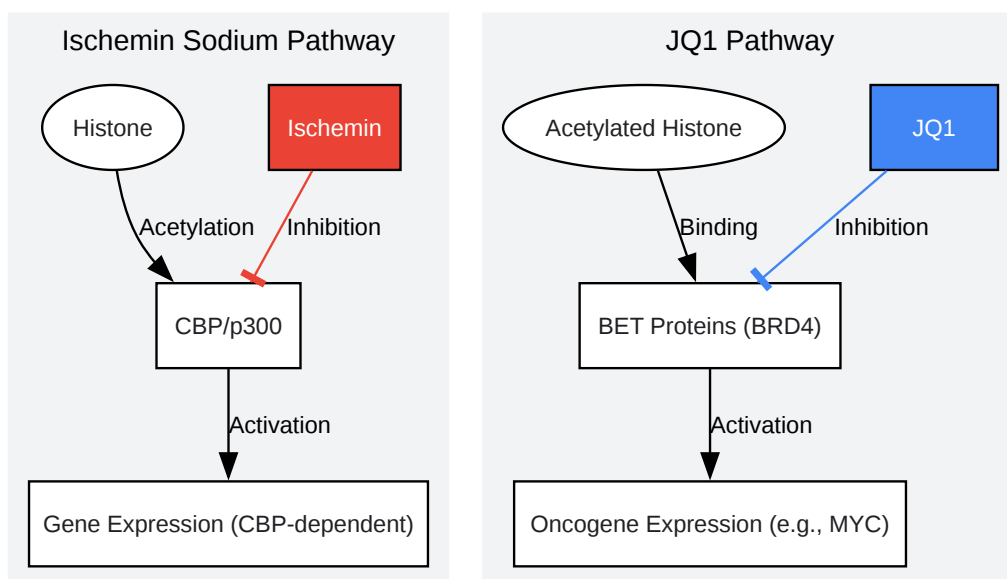 Ischemin Sodium Pathway
Histone
Ischemin
Acetylation
Inhibition
CBP/p300
Activation
Gene Expression (CBP-dependent)
JQ1 Pathway
Acetylated Histone
JQ1
Binding
Inhibition
BET Proteins (BRD4)
Activation
Oncogene Expression (e.g., MYC)